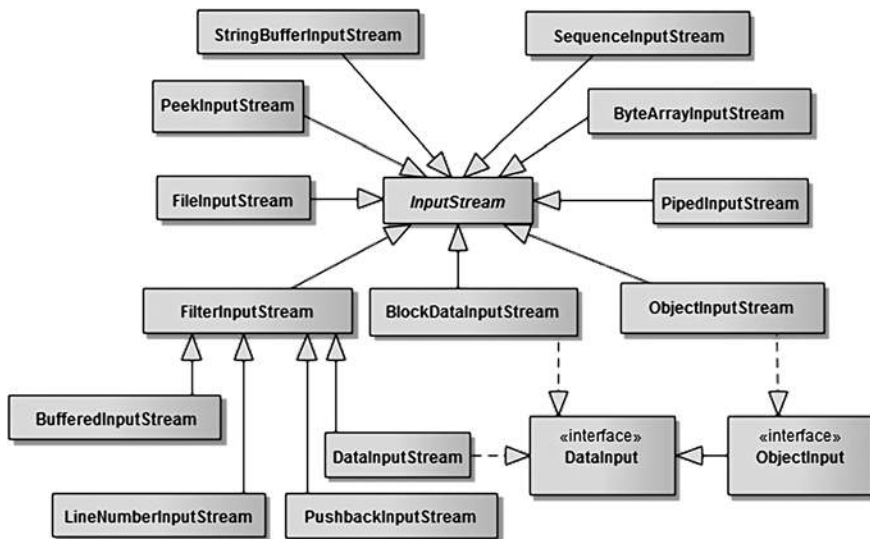 StringBufferInputStream
SequenceInputStream
PeekInputStream
ByteArrayInputStream
FileInputStream
InputStream
PipedInputStream
FilterInputStream
BlockDataInputStream
ObjectInputStream
BufferedInputStream
«interface»
DataInput
«interface»
ObjectInput
DataInputStream
LineNumberInputStream
PushbackInputStream